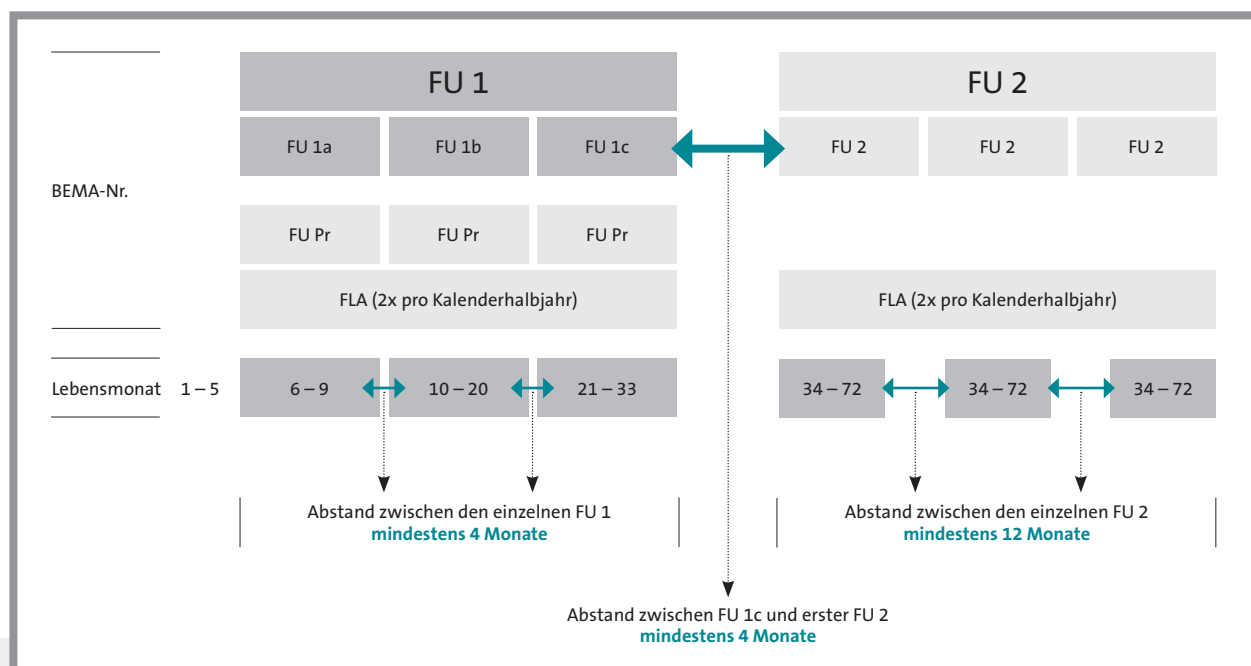 FU 1
FU 2
FU 1a
FU 1b
FU 1c
FU 2
FU 2
FU 2
BEMA-Nr.
FU Pr
FU Pr
FU Pr
FLA (2x pro Kalenderhalbjahr)
FLA (2x pro Kalenderhalbjahr)
Lebensmonat
1 – 5
6 – 9
10 – 20
21 – 33
34 – 72
34 – 72
34 – 72
Abstand zwischen den einzelnen FU 1
mindestens 4 Monate
Abstand zwischen den einzelnen FU 2
mindestens 12 Monate
Abstand zwischen FU 1c und erster FU 2
mindestens 4 Monate